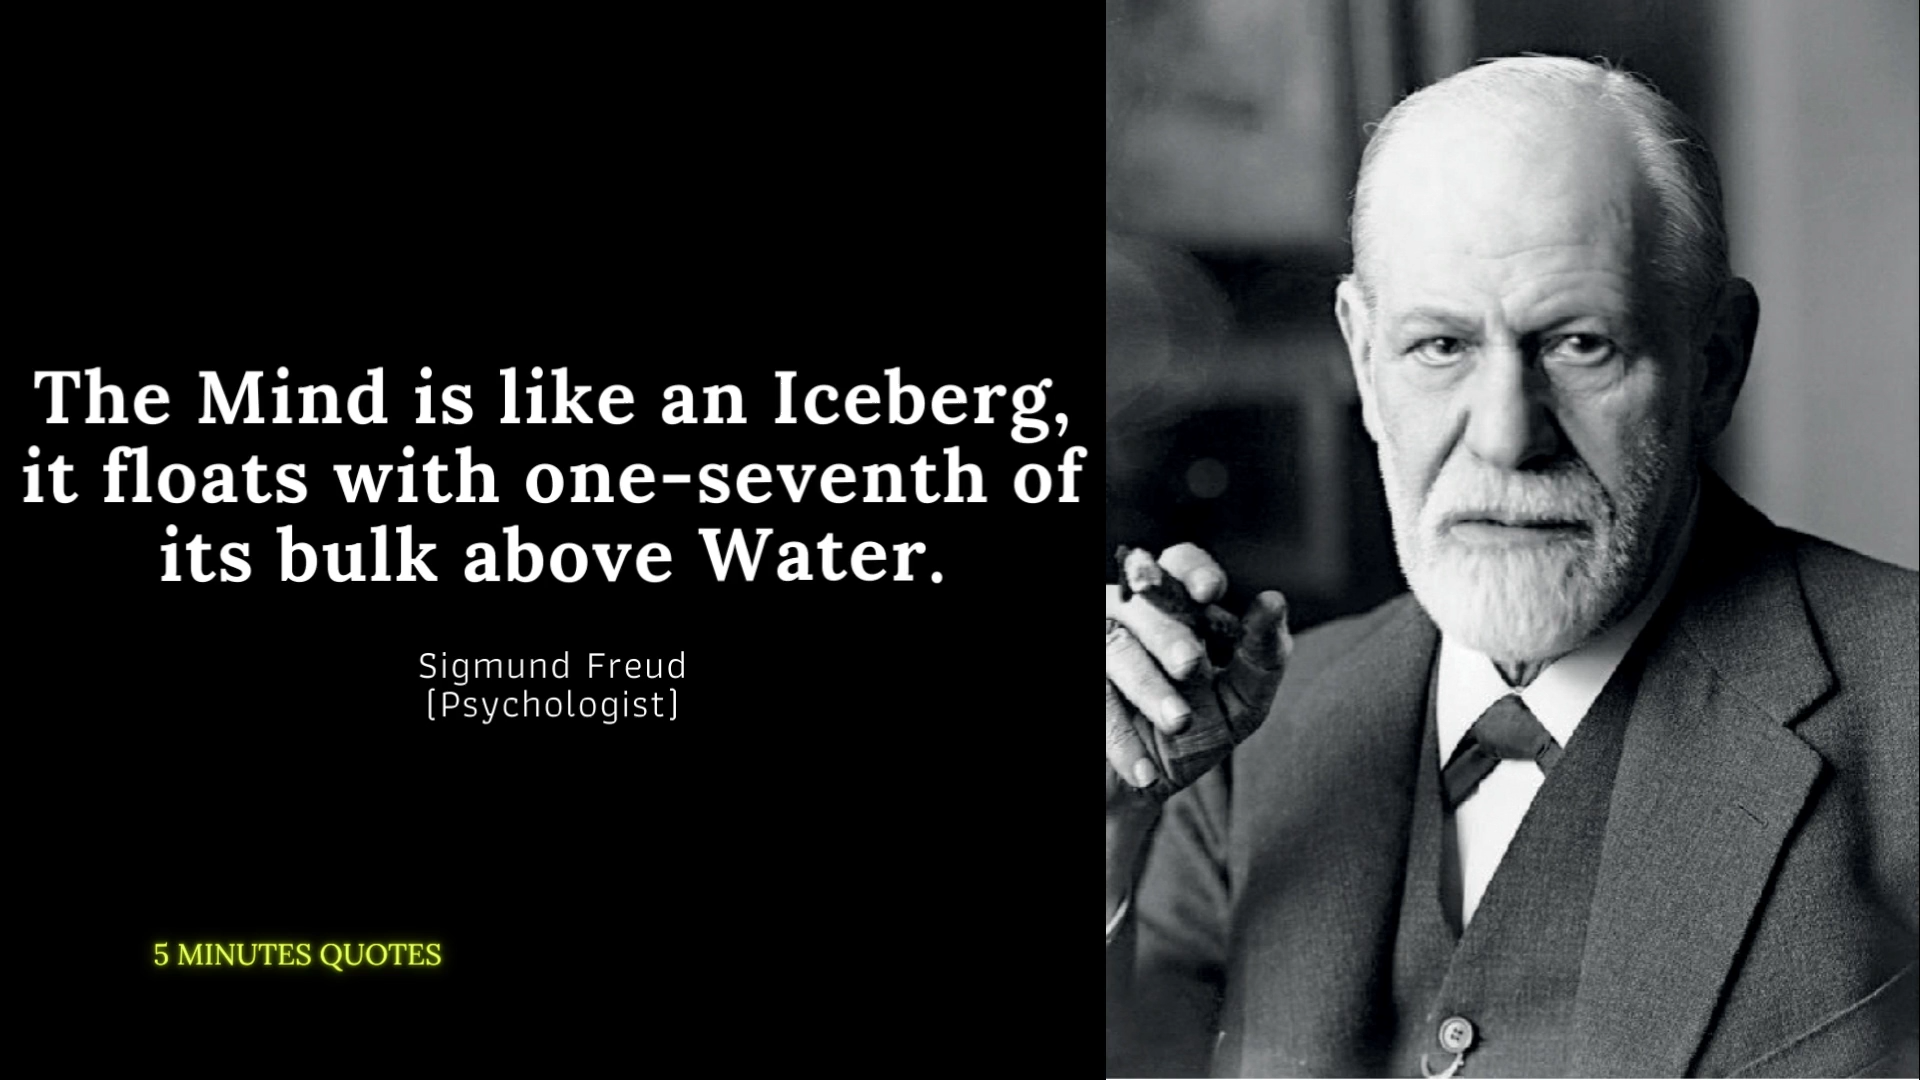 The Mind is like an Iceberg,
it floats with one-seventh of
its bulk above Water.
Sigmund Freud
[Psychologist]
5 MINUTES QUOTES